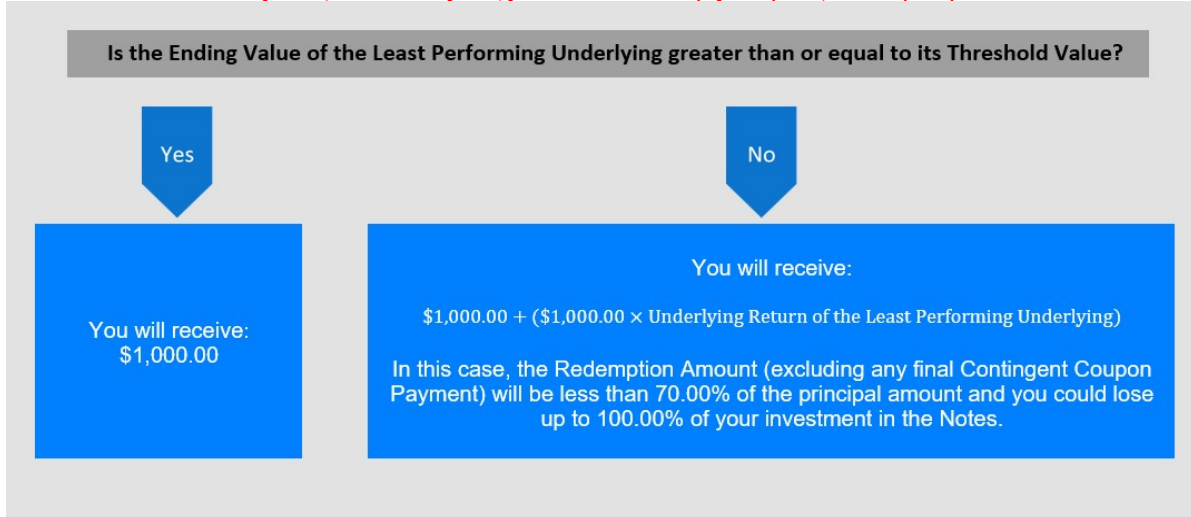 Is the Ending Value of the Least Performing Underlying greater than or equal to its Threshold Value?
Yes
No
You will receive:
$1,000.00
You will receive:
$1,000.00 + ($1,000.00 × Underlying Return of the Least Performing Underlying)
In this case, the Redemption Amount (excluding any final Contingent Coupon
Payment) will be less than 70.00% of the principal amount and you could lose
up to 100.00% of your investment in the Notes.